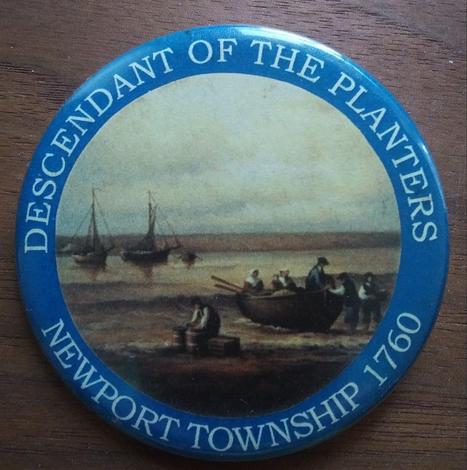 DESCENDANT OF THE PLANTERS
NEWPORT TOWNSHIP 1760